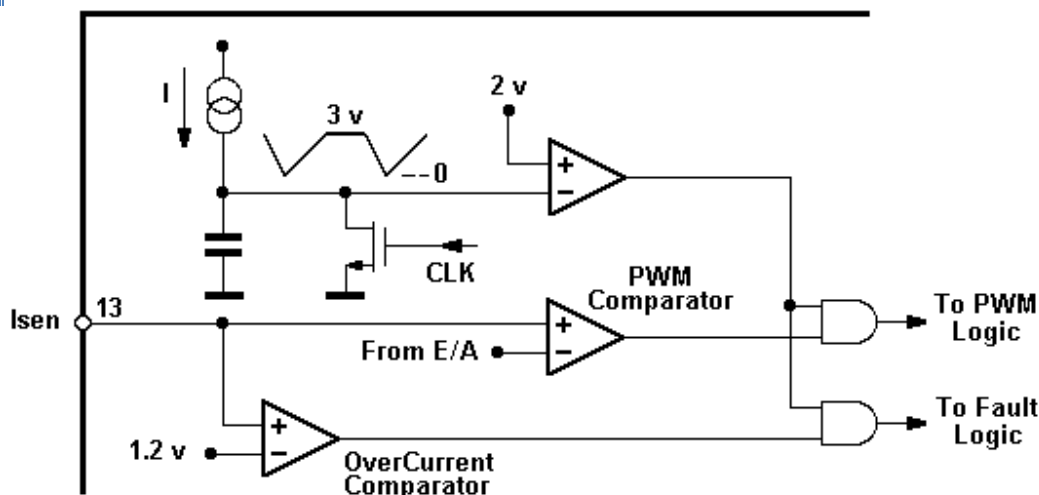 2 v
I
3 v
--0
+
−
CLK
PWM
Comparator
Isen
13
+
−
From E/A
To PWM
Logic
1.2 v
+
−
OverCurrent
Comparator
To Fault
Logic